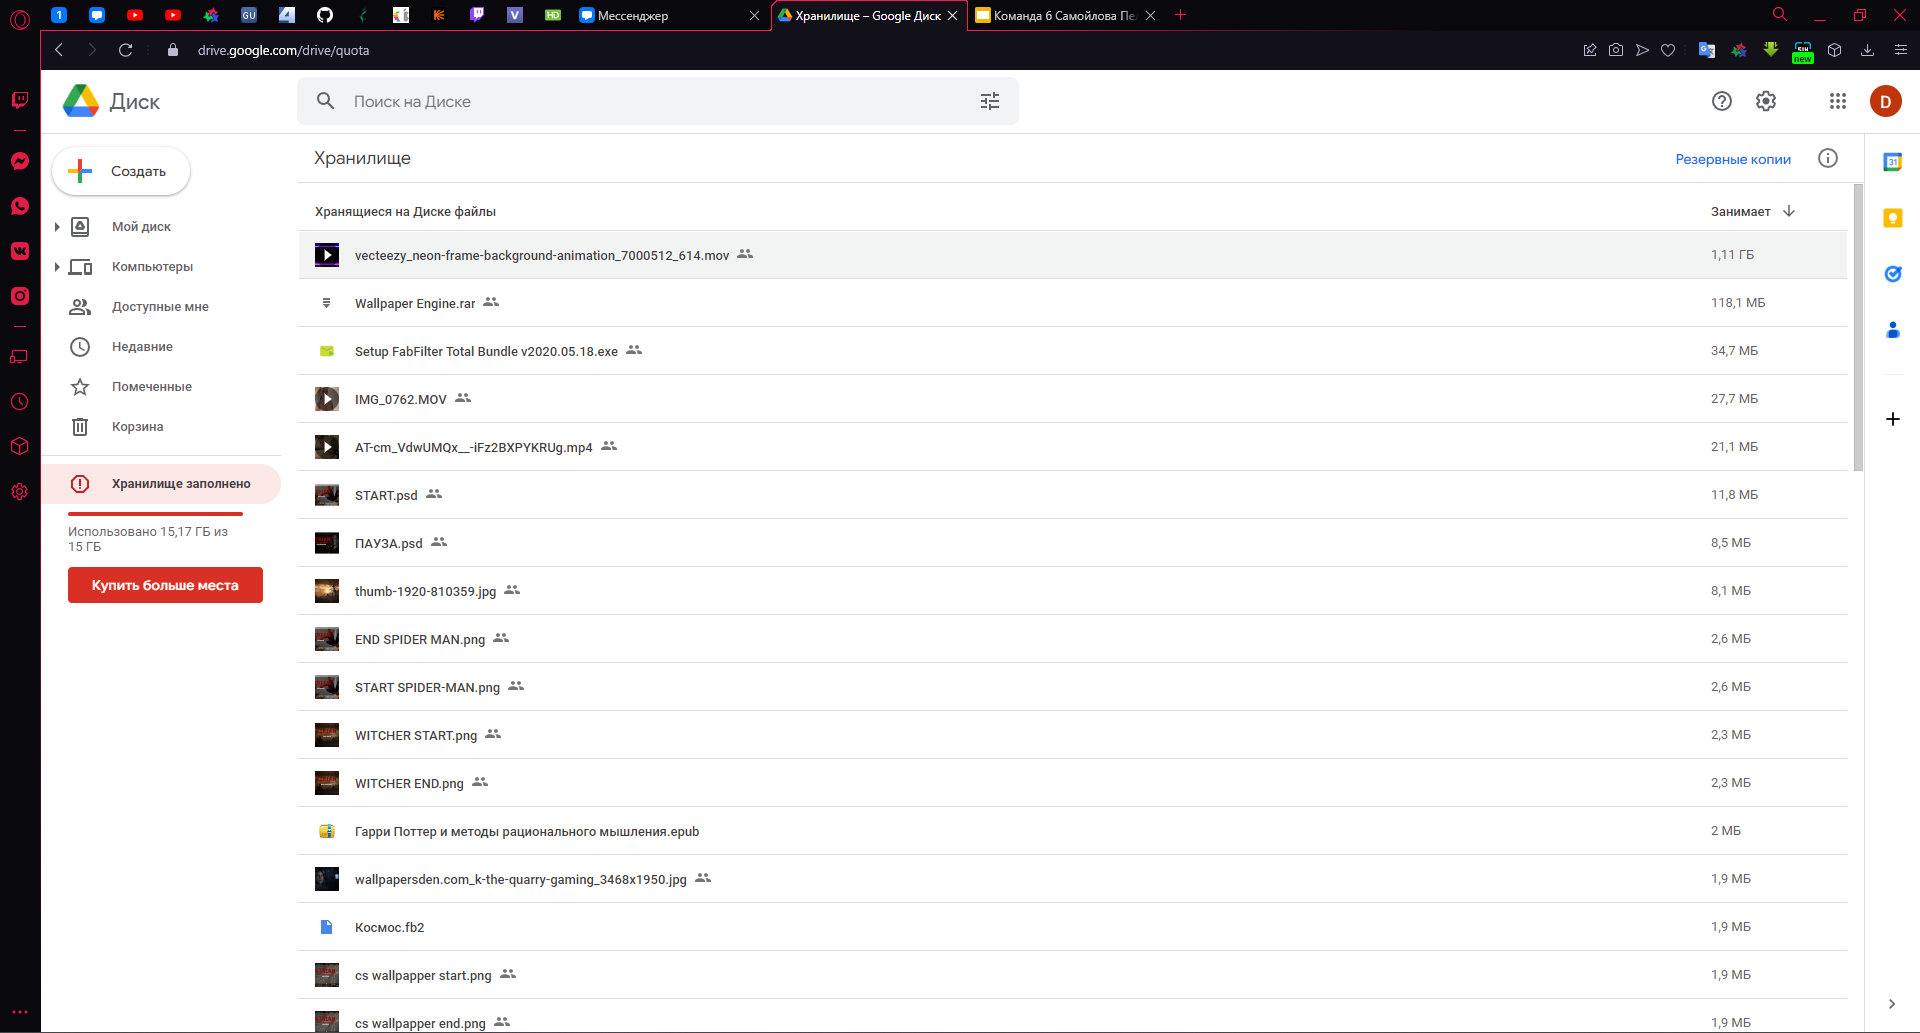 1
GU
4
V
HD
Мессенджер
Хранилище – Google Диск
Команда 6 Самойлова Пе
drive.google.com/drive/quota
new
Диск
Поиск на Диске
D
Создать
Хранилище
Резервные копии
31
Мой диск
Компьютеры
Доступные мне
Недавние
Помеченные
Корзина
Хранилище заполнено
Использовано 15,17 ГБ из
15 ГБ
Купить больше места
Хранящиеся на Диске файлы
Занимает
vecteezy_neon-frame-background-animation_7000512_614.mov
1,11 ГБ
Wallpaper Engine.rar
118,1 МБ
Setup FabFilter Total Bundle v2020.05.18.exe
34,7 МБ
IMG_0762.MOV
27,7 МБ
AT-cm_VdwUMQx__-iFz2BXPYKRUg.mp4
21,1 МБ
START.psd
11,8 МБ
ПАУЗА.psd
8,5 МБ
thumb-1920-810359.jpg
8,1 МБ
END SPIDER MAN.png
2,6 МБ
START SPIDER-MAN.png
2,6 МБ
WITCHER START.png
2,3 МБ
WITCHER END.png
2,3 МБ
Гарри Поттер и методы рационального мышления.epub
2 МБ
wallpapersden.com_k-the-quarry-gaming_3468x1950.jpg
1,9 МБ
Космос.fb2
1,9 МБ
cs wallpapper start.png
1,9 МБ
cs wallpapper end.png
1,9 МБ